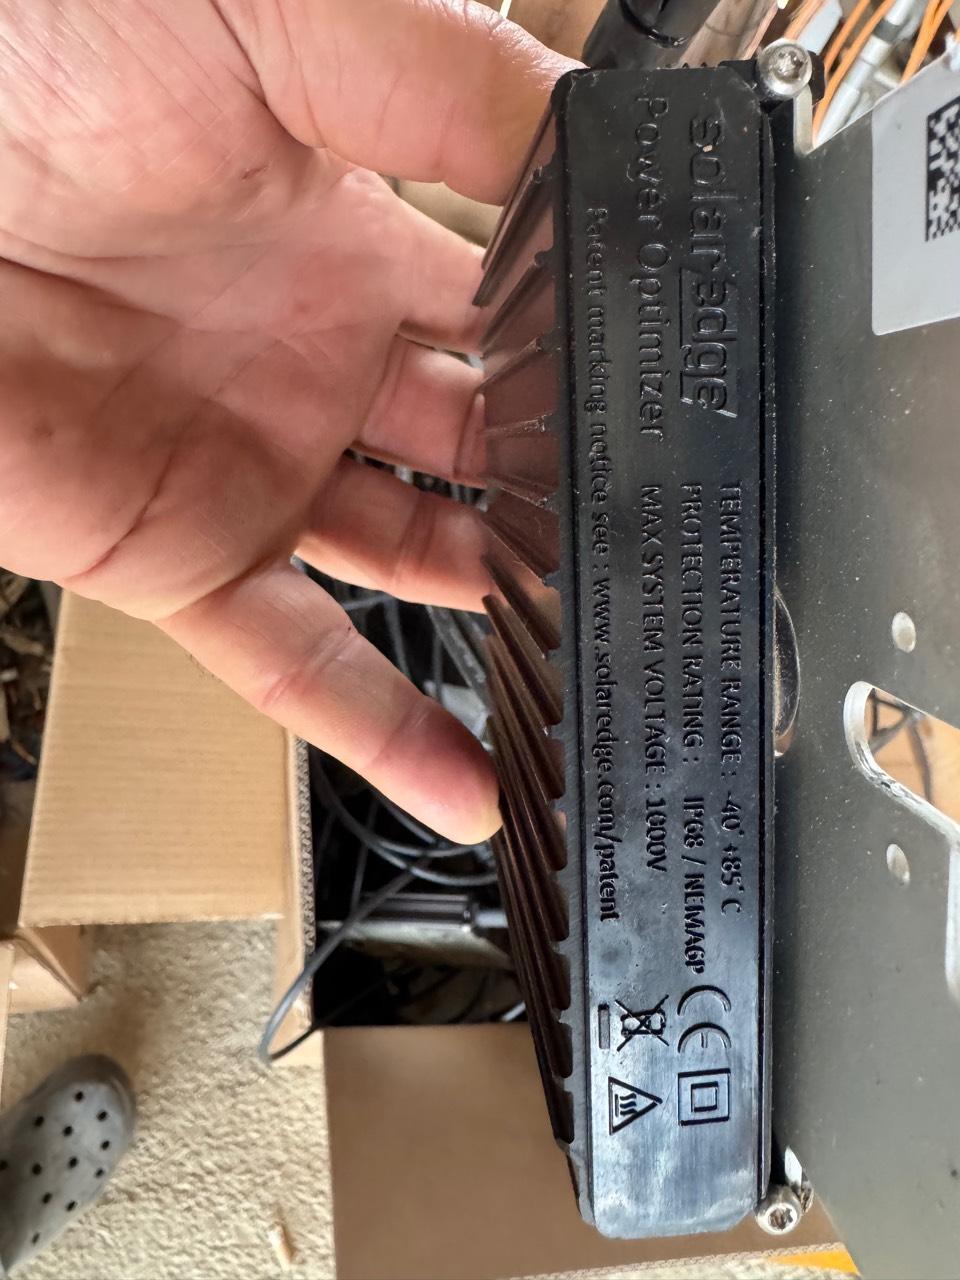 solaredge
Power Optimizer
TEMPERATURE RANGE : -40° +85°C
PROTECTION RATING : IP68 / NEMA6P
MAX SYSTEM VOLTAGE : 1000V
Patent marking notice see : www.solaredge.com/patent
CE